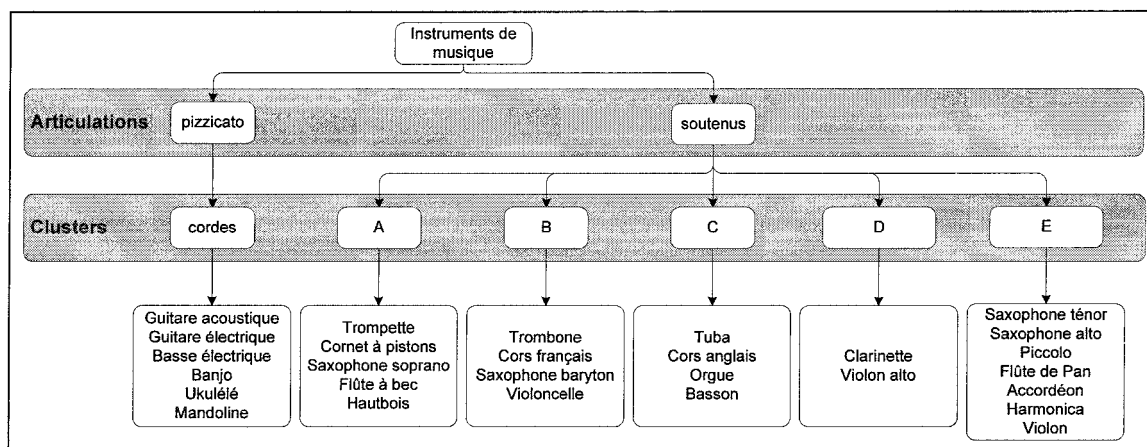 Instruments de
musique
Articulations
pizzicato
soutenus
Clusters
cordes
A
B
C
D
E
Guitare acoustique
Guitare électrique
Basse électrique
Banjo
Ukulélé
Mandoline
Trompette
Cornet à pistons
Saxophone soprano
Flûte à bec
Hautbois
Trombone
Cors français
Saxophone baryton
Violoncelle
Tuba
Cors anglais
Orgue
Basson
Clarinette
Violon alto
Saxophone ténor
Saxophone alto
Piccolo
Flûte de Pan
Accordéon
Harmonica
Violon